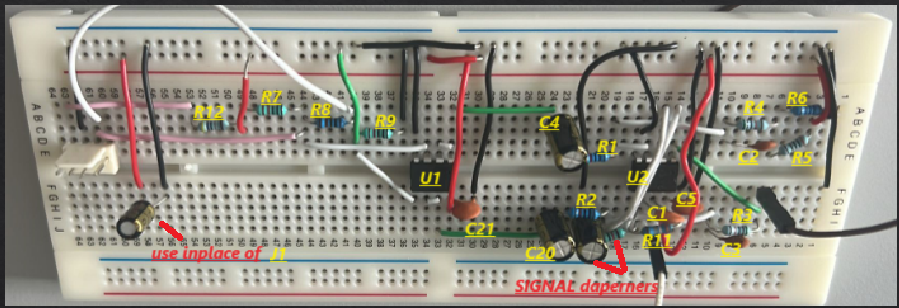 R12
R7
R8
R9
C4
R1
U1
U2
R4
R6
C2
R5
R2
C1
C5
R3
C3
R11
C21
C20
use inplace of J1
SIGNAL daperners
A B C D E
A B C D E
F G H I J
F G H I J